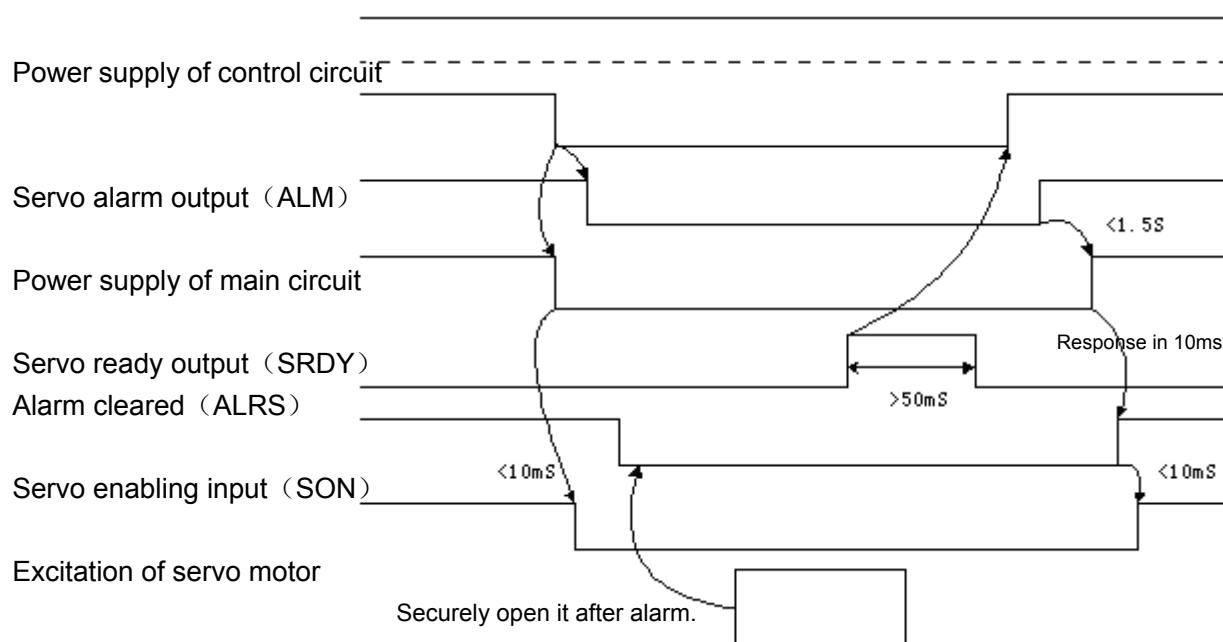 Power supply of control circuit
Servo alarm output（ALM）
<1.5S
Power supply of main circuit
Servo ready output（SRDY）
Response in 10ms
Alarm cleared（ALRS）
>50mS
Servo enabling input（SON）
<10mS
<10mS
Excitation of servo motor
Securely open it after alarm.